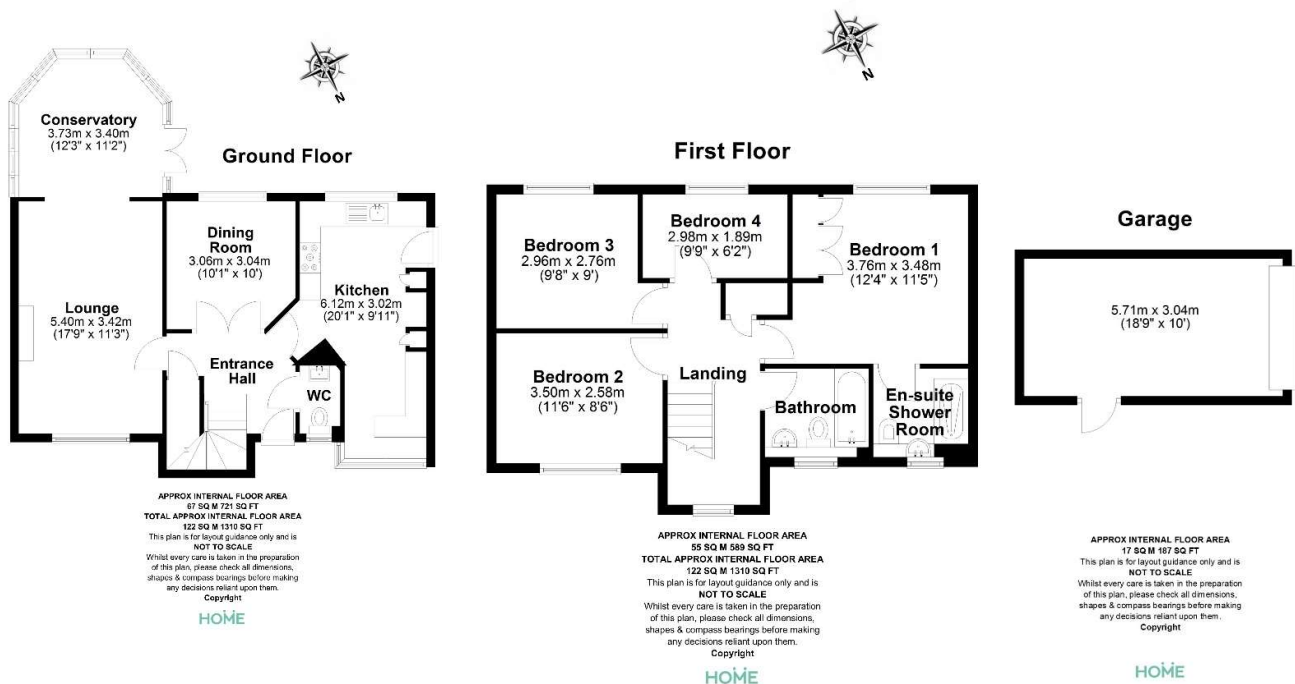 N
Conservatory
3.73m x 3.40m
(12'3" x 11'2")
Ground Floor
Dining
Room
3.06m x 3.04m
(10'1" x 10')
Kitchen
6.12m x 3.02m
(20'1" x 9'11")
Lounge
5.40m x 3.42m
(17'9" x 11'3")
Entrance
Hall
WC
APPROX INTERNAL FLOOR AREA
67 SQ M 721 SQ FT
TOTAL APPROX INTERNAL FLOOR AREA
122 SQ M 1310 SQ FT
This plan is for layout guidance only and is
NOT TO SCALE
Whilst every care is taken in the preparation
of this plan, please check all dimensions,
shapes & compass bearings before making
any decisions reliant upon them.
Copyright
HOME
N
First Floor
Bedroom 3
2.96m x 2.76m
(9'8" x 9')
Bedroom 4
2.98m x 1.89m
(9'9" x 6'2")
Bedroom 1
3.76m x 3.48m
(12'4" x 11'5")
Bedroom 2
3.50m x 2.58m
(11'6" x 8'6")
Landing
Bathroom
En-suite
Shower
Room
APPROX INTERNAL FLOOR AREA
55 SQ M 589 SQ FT
TOTAL APPROX INTERNAL FLOOR AREA
122 SQ M 1310 SQ FT
This plan is for layout guidance only and is
NOT TO SCALE
Whilst every care is taken in the preparation
of this plan, please check all dimensions,
shapes & compass bearings before making
any decisions reliant upon them.
Copyright
HOME
Garage
5.71m x 3.04m
(18'9" x 10')
APPROX INTERNAL FLOOR AREA
17 SQ M 187 SQ FT
This plan is for layout guidance only and is
NOT TO SCALE
Whilst every care is taken in the preparation
of this plan, please check all dimensions,
shapes & compass bearings before making
any decisions reliant upon them.
Copyright
HOME